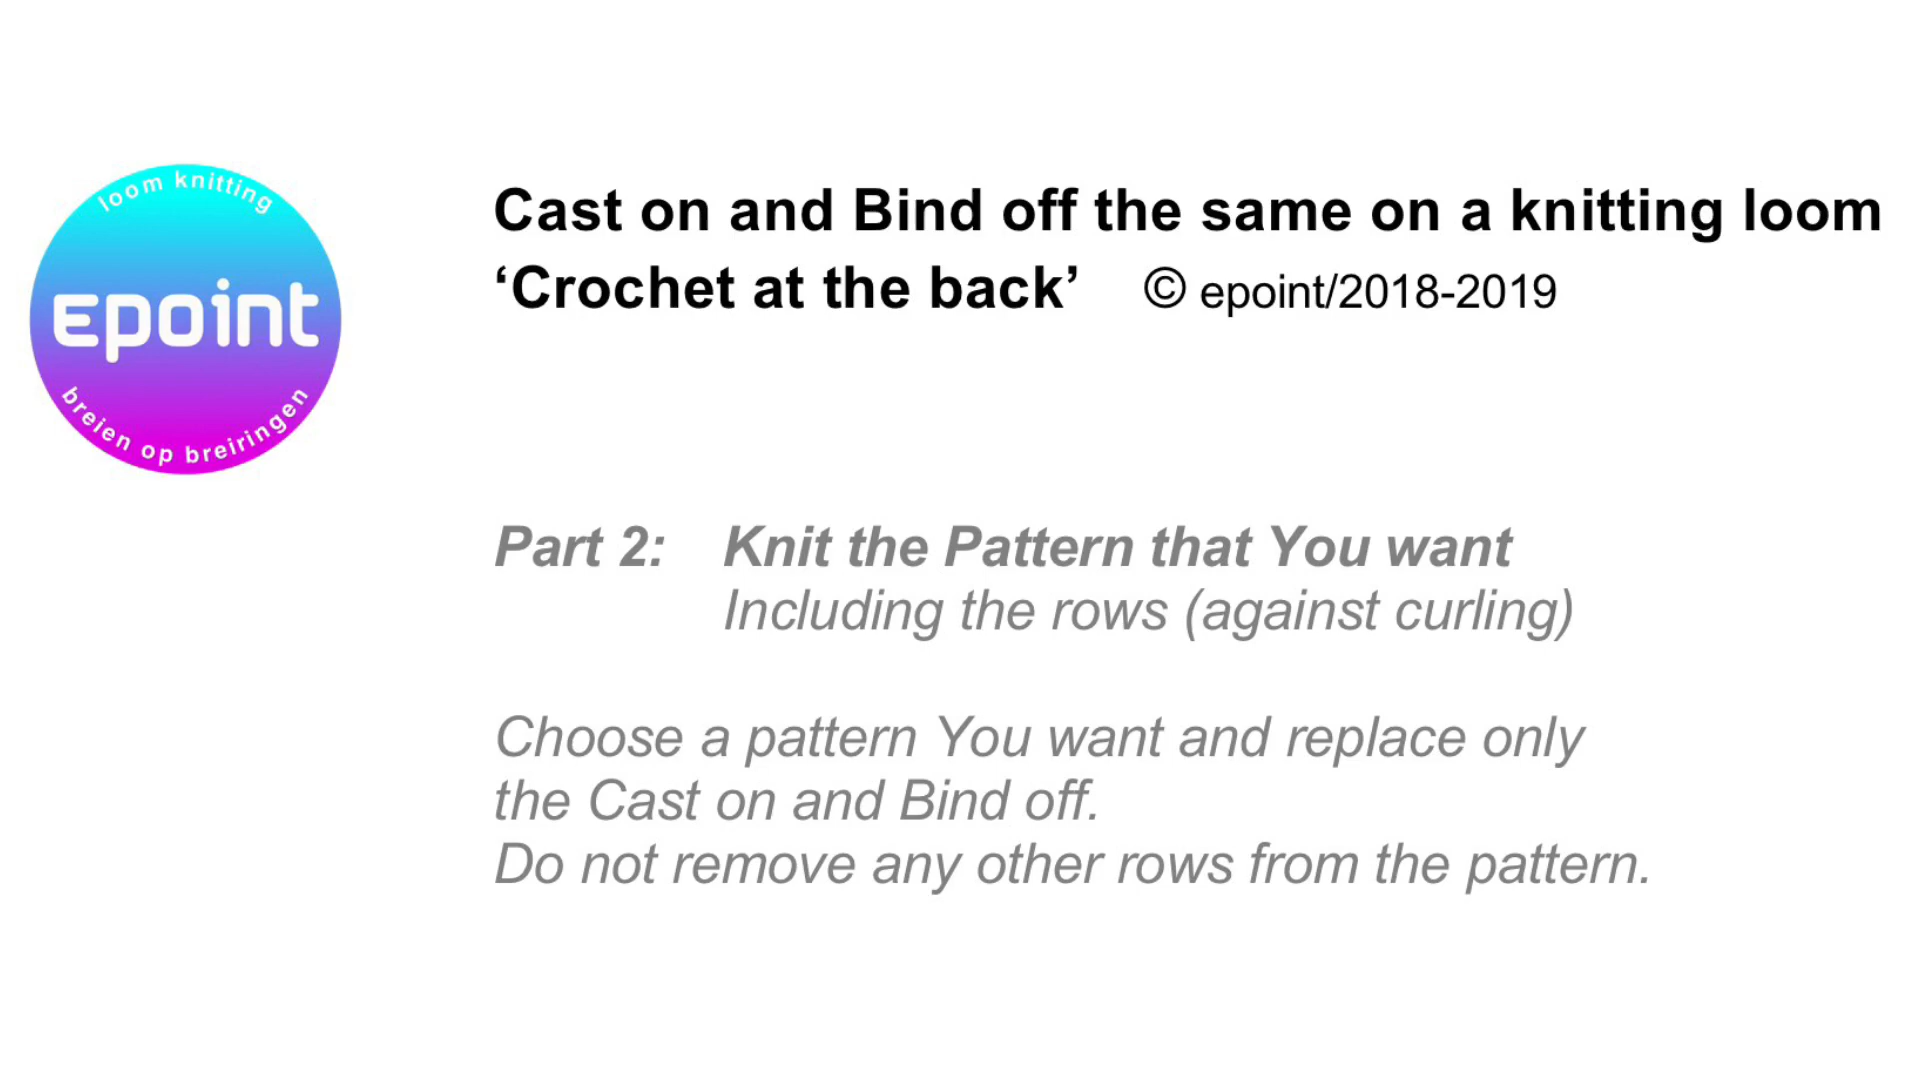 loom knitting
epoint
breien op breiringen
Cast on and Bind off the same on a knitting loom
‘Crochet at the back’ © epoint/2018-2019
Part 2: Knit the Pattern that You want
Including the rows (against curling)
Choose a pattern You want and replace only
the Cast on and Bind off.
Do not remove any other rows from the pattern.